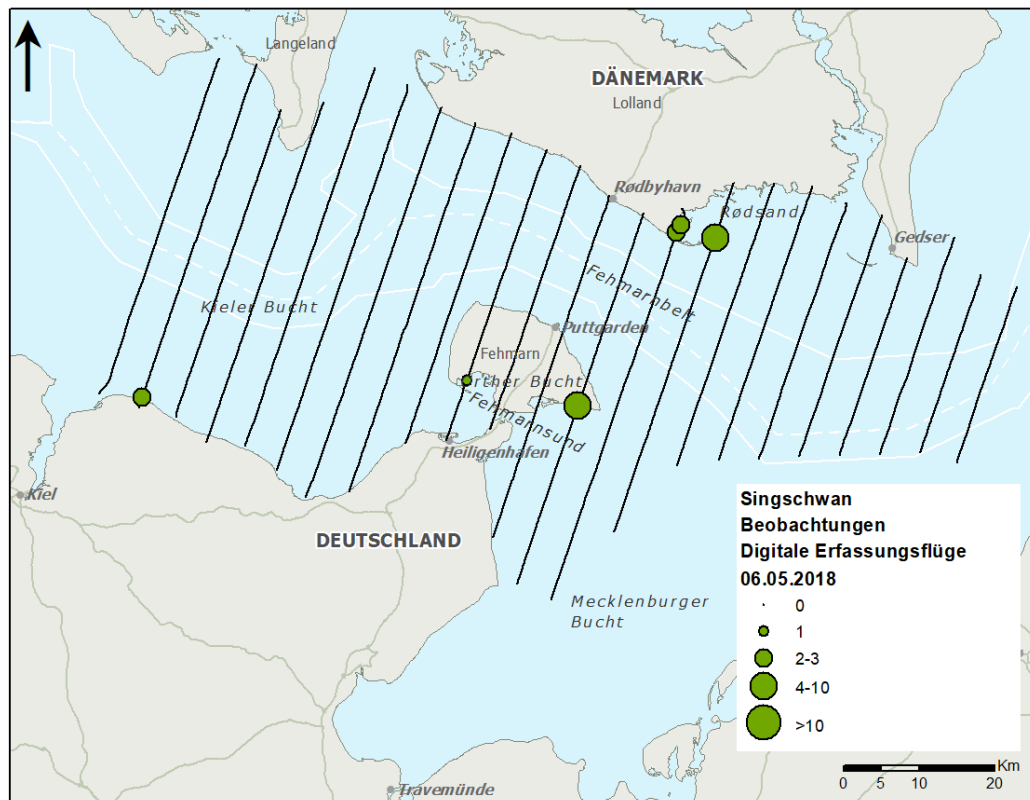 Langeland
DÄNEMARK
Lolland
Rødbyhavn
Rødsand
Gedser
Fehmarnbelt
Kieler Bucht
Puttgarden
Fehmarn
rther Bucht
Fehmarnsund
Heiligenhafen
Kiel
DEUTSCHLAND
Mecklenburger
Bucht
Travemünde
Singschwan
Beobachtungen
Digitale Erfassungsflüge
06.05.2018
0
1
2-3
4-10
>10
Km
0 5 10 20